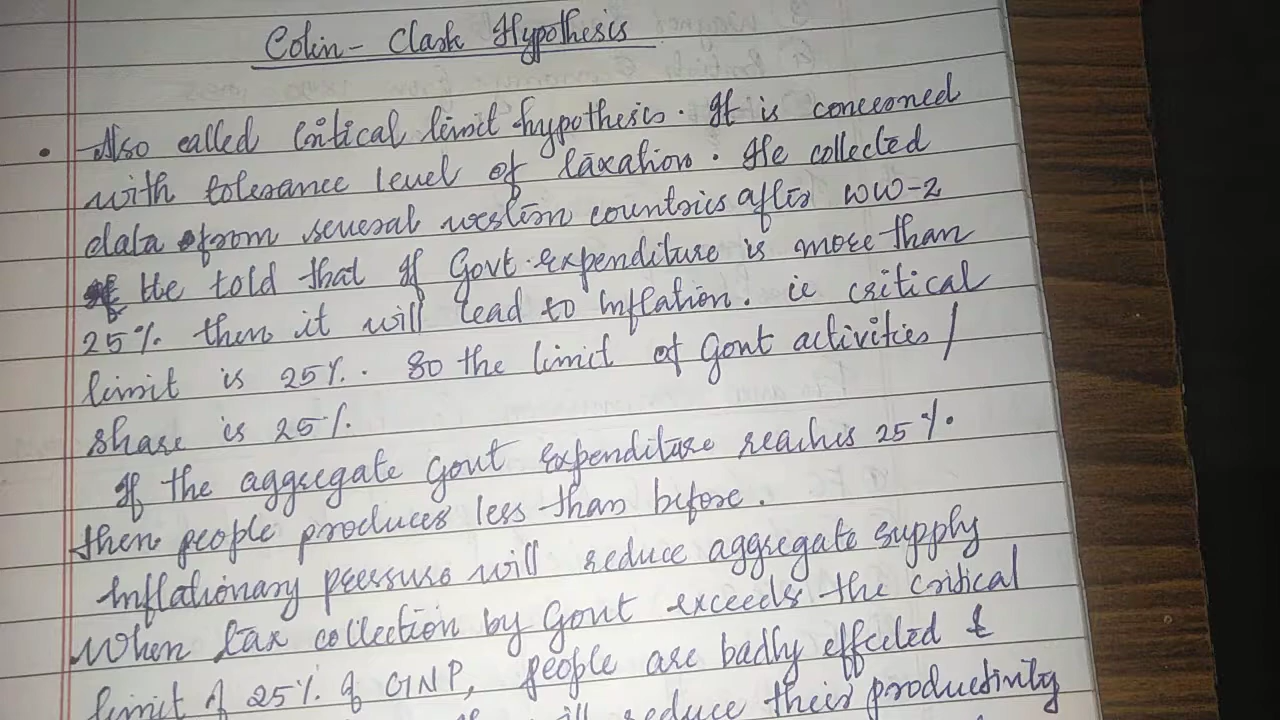 Colin - Clark Hypothesis
• Also called Critical limit hypothesis. It is concerned
with tolerance level of taxation. He collected
data from several western countries after WW-2
He told that if Govt. expenditure is more than
25% then it will lead to inflation. ie critical
limit is 25%. So the limit of Govt activities /
share is 25%.
If the aggregate Govt expenditure reaches 25%.
then people produces less than before.
Inflationary pressure will reduce aggregate supply
When tax collection by Govt exceeds the critical
limit of 25% of GNP, people are badly effected &
will reduce their productivity